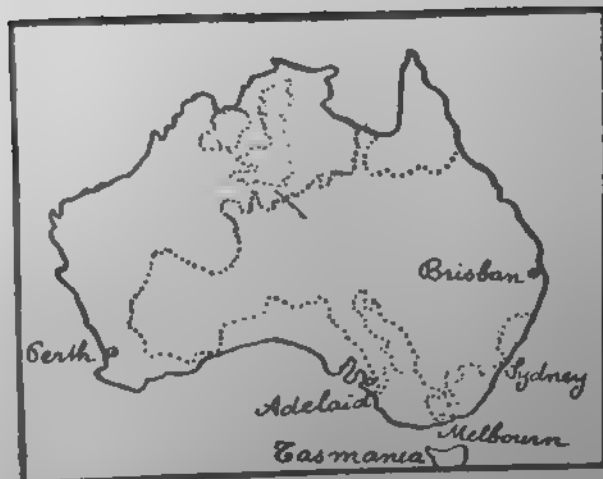 Brisban
Perth
Sydney
Adelaid
Melbourn
Tasmania